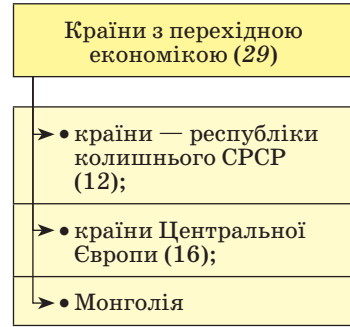 Країни з перехідною
економікою (29)
• країни — республіки
колишнього СРСР
(12);
• країни Центральної
Європи (16);
• Монголія